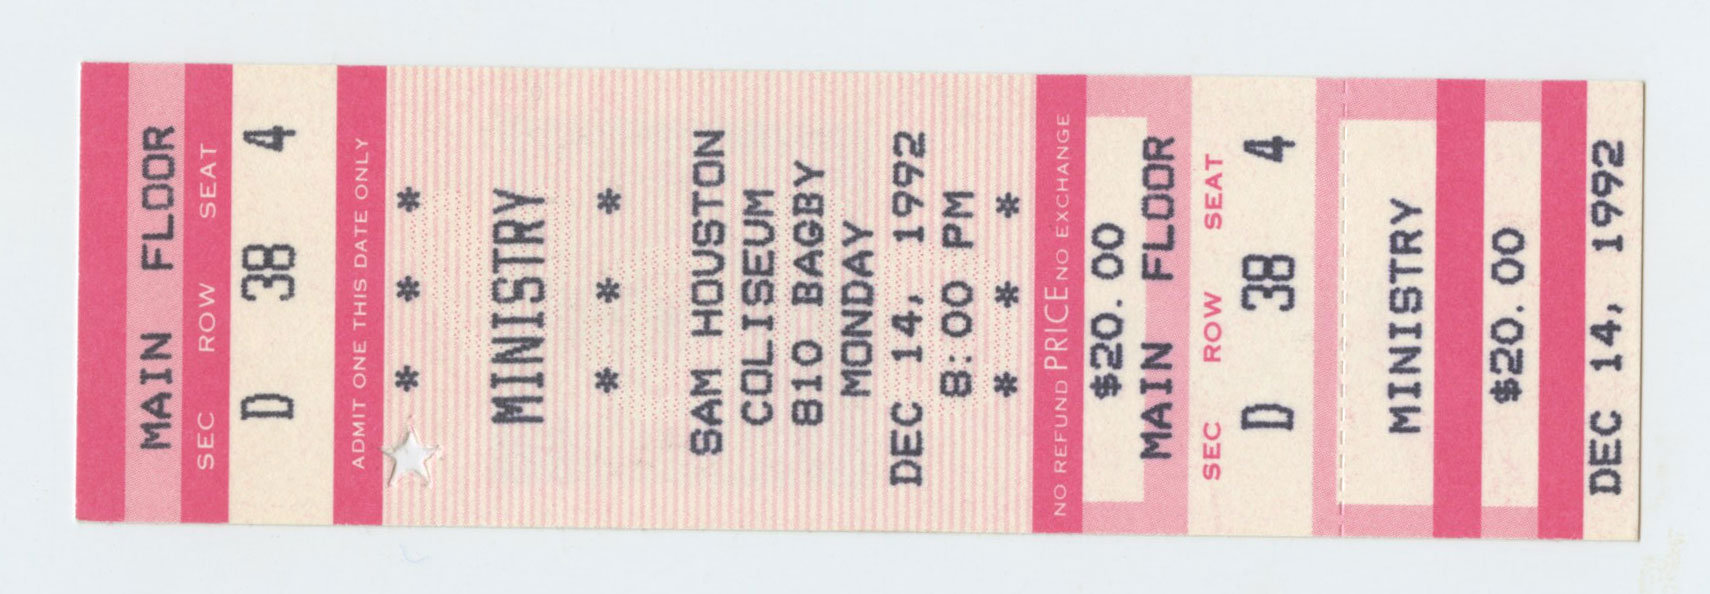 MAIN FLOOR
SEC ROW SEAT
D 38 4
ADMIT ONE THIS DATE ONLY
* * *
MINISTRY
* * *
SAM HOUSTON
COLISEUM
810 BAGBY
MONDAY
DEC 14, 1992
8:00 PM
* * *
NO REFUND PRICE NO EXCHANGE
$20.00
MAIN FLOOR
SEC ROW SEAT
D 38 4
MINISTRY
$20.00
DEC 14, 1992